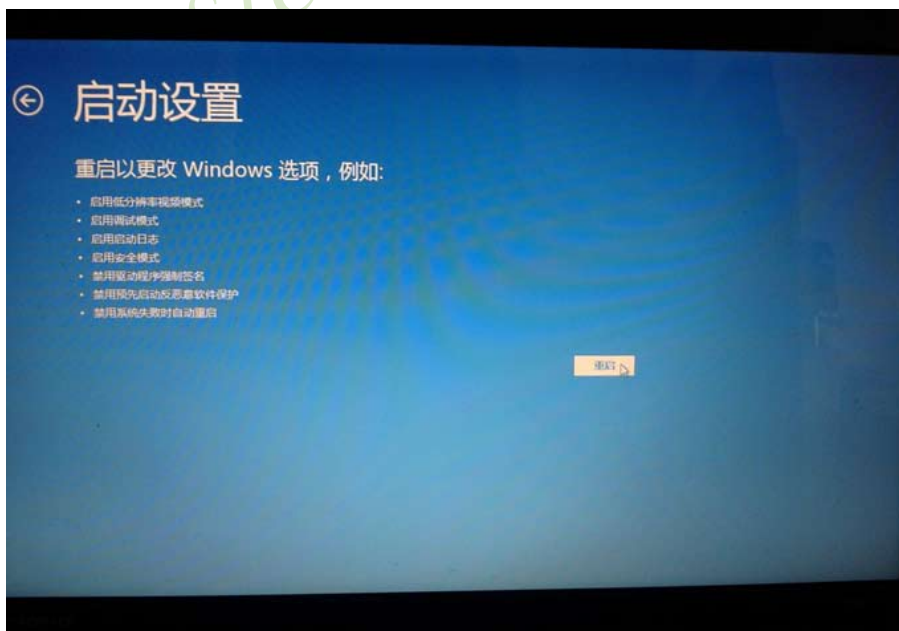 启动设置
重启以更改 Windows 选项，例如:
• 启用低分辨率视频模式
• 启用调试模式
• 启用启动日志
• 启用安全模式
• 禁用驱动程序强制签名
• 禁用预先启动反恶意软件保护
• 禁用系统失败时自动重启
重启